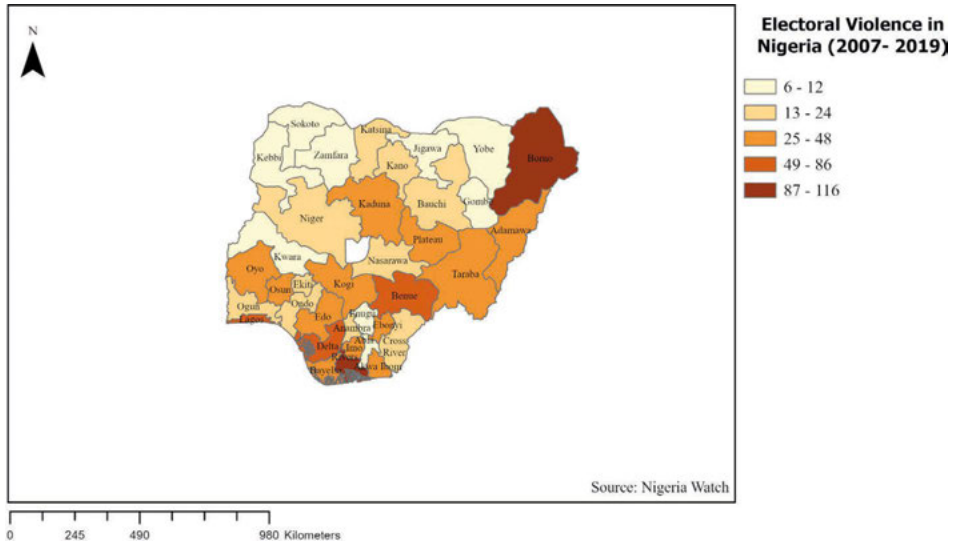 N
Electoral Violence in
Nigeria (2007- 2019)
6 - 12
13 - 24
25 - 48
49 - 86
87 - 116
Sokoto
Katsina
Kebbi
Zamfara
Jigawa
Yobe
Borno
Kano
Kaduna
Bauchi
Gombe
Niger
Adamawa
Plateau
Kwara
Nasarawa
Taraba
Oyo
Kogi
Osun
Ekiti
Benue
Ogun
Ondo
Enugu
Lagos
Edo
Ebonyi
Anambra
Abia
Cross
River
Delta
Imo
Rivers
Bayelsa
Akwa Ibom
Source: Nigeria Watch
0 245 490 980 Kilometers